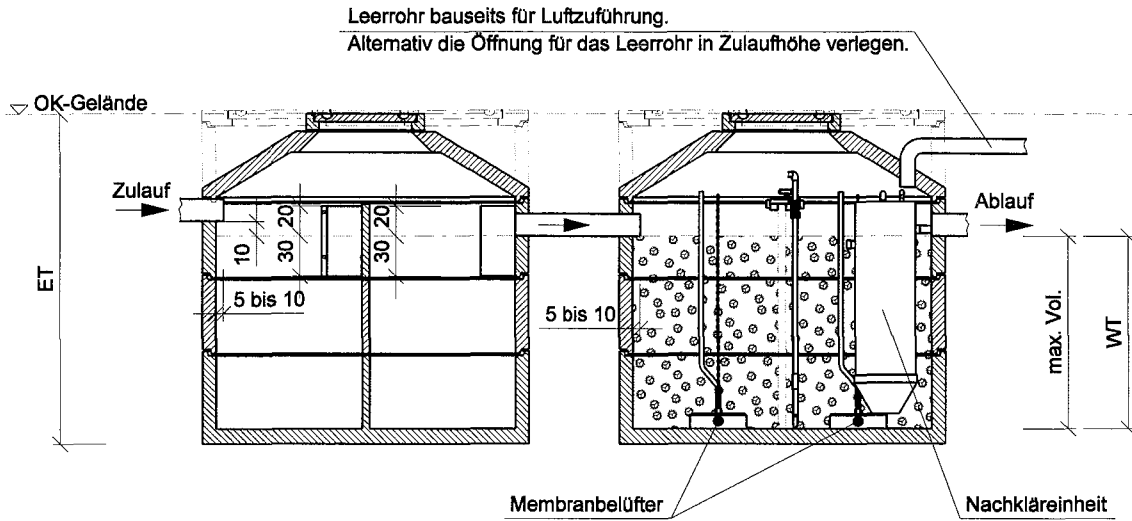 Leerrohr bauseits für Luftzuführung.
Alternativ die Öffnung für das Leerrohr in Zulaufhöhe verlegen.
OK-Gelände
Zulauf
Ablauf
20
20
10
30
30
ET
5 bis 10
5 bis 10
max. Vol.
WT
Membranbelüfter
Nachkläreinheit